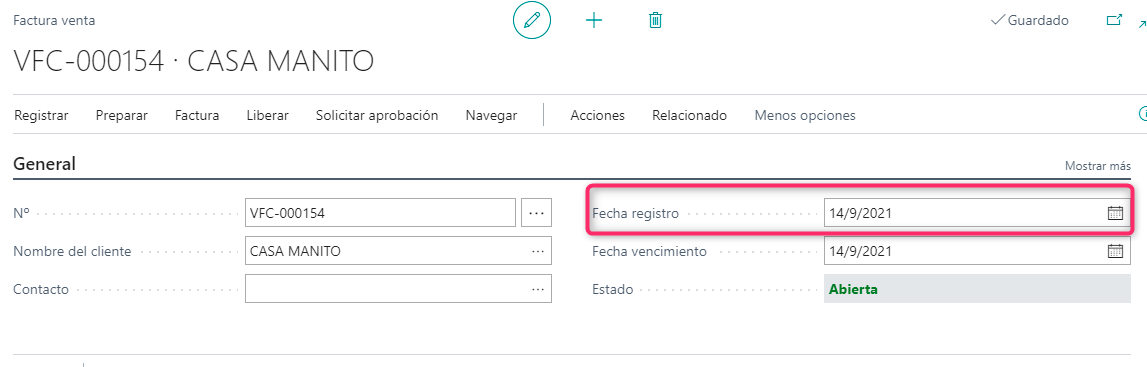 Factura venta
Guardado
VFC-000154 · CASA MANITO
Registrar Preparar Factura Liberar Solicitar aprobación Navegar Acciones Relacionado Menos opciones
General
Mostrar más
Nº VFC-000154 Fecha registro 14/9/2021
Nombre del cliente CASA MANITO Fecha vencimiento 14/9/2021
Contacto Estado Abierta